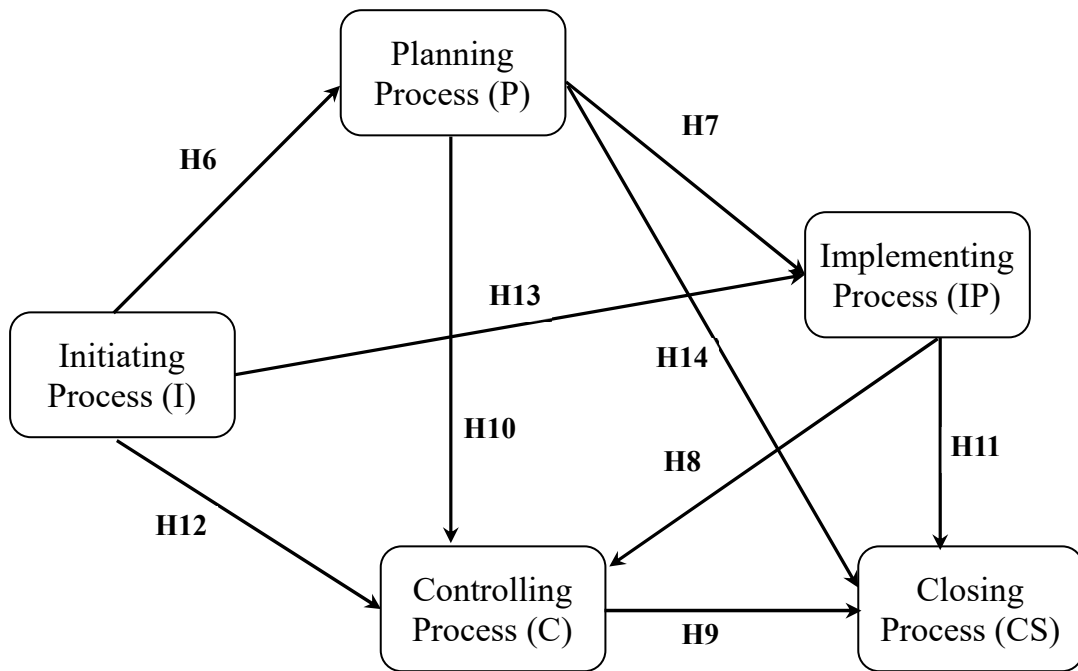 Planning
Process (P)
H7
H6
Implementing
Process (IP)
H13
Initiating
Process (I)
H14
H10
H8
H11
H12
Controlling
Process (C)
H9
Closing
Process (CS)